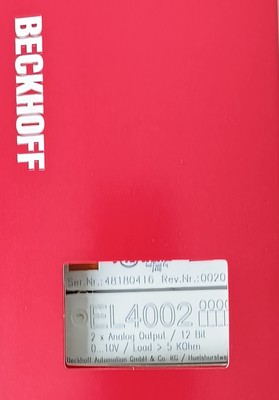 BECKHOFF
Ser.Nr.: 48180416 Rev.Nr.: 0020
EL4002
2 x Analog Output / 12 Bit
0...10V / Load > 5 KOhm
Beckhoff Automation GmbH & Co. KG /